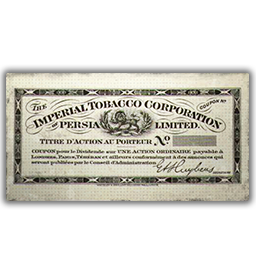 COUPON Nº
THE
IMPERIAL TOBACCO CORPORATION
OF PERSIA LIMITED.
TITRE D'ACTION AU PORTEUR Nº
COUPON pour le Dividende sur UNE ACTION ORDINAIRE payable à
LONDRES, PARIS, TÉHÉRAN et ailleurs conformément à des annonces qui
seront publiées par le Conseil d'Administration.